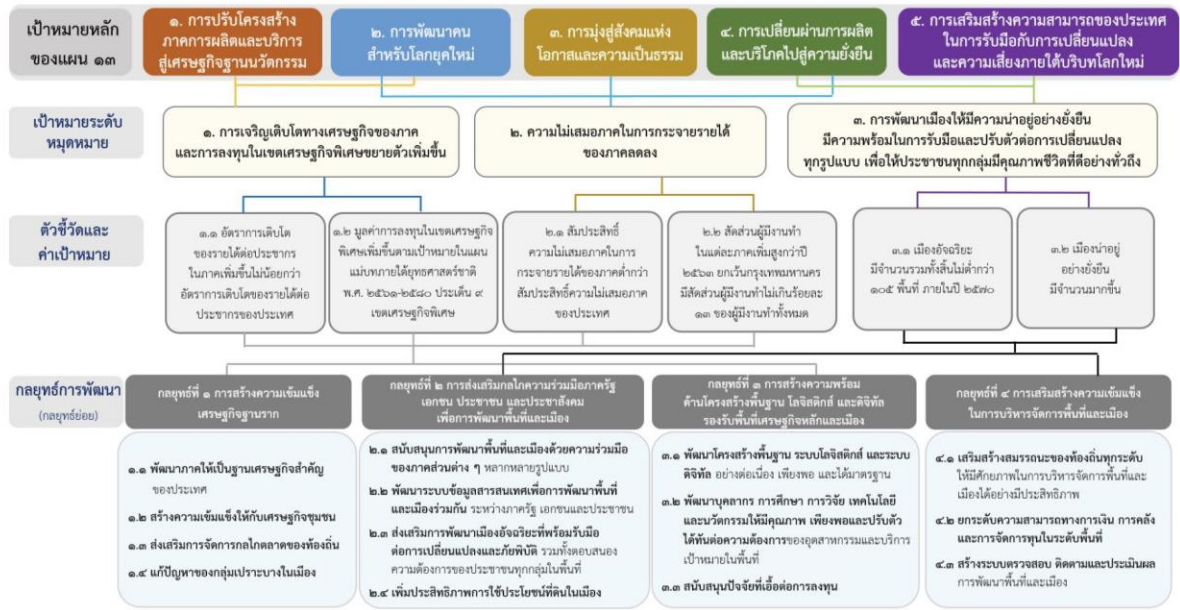 เป้าหมายหลัก
ของแผน ๑๓
๑. การปรับโครงสร้าง
ภาคการผลิตและบริการ
สู่เศรษฐกิจฐานนวัตกรรม
๒. การพัฒนาคน
สำหรับโลกยุคใหม่
๓. การมุ่งสู่สังคมแห่ง
โอกาสและความเป็นธรรม
๔. การเปลี่ยนผ่านการผลิต
และบริโภคไปสู่ความยั่งยืน
๕. การเสริมสร้างความสามารถของประเทศ
ในการรับมือกับการเปลี่ยนแปลง
และความเสี่ยงภายใต้บริบทโลกใหม่
เป้าหมายระดับ
หมุดหมาย
๑. การเจริญเติบโตทางเศรษฐกิจของภาค
และการลงทุนในเขตเศรษฐกิจพิเศษขยายตัวเพิ่มขึ้น
๒. ความไม่เสมอภาคในการกระจายรายได้
ของภาคลดลง
๓. การพัฒนาเมืองให้มีความน่าอยู่อย่างยั่งยืน
มีความพร้อมในการรับมือและปรับตัวต่อการเปลี่ยนแปลง
ทุกรูปแบบ เพื่อให้ประชาชนทุกกลุ่มมีคุณภาพชีวิตที่ดีอย่างทั่วถึง
ตัวชี้วัดและ
ค่าเป้าหมาย
๑.๑ อัตราการเติบโต
ของรายได้ต่อประชากร
ในภาคเพิ่มขึ้นไม่น้อยกว่า
อัตราการเติบโตของรายได้ต่อ
ประชากรของประเทศ
๑.๒ มูลค่าการลงทุนในเขตเศรษฐกิจ
พิเศษเพิ่มขึ้นตามเป้าหมายในแผน
แม่บทภายใต้ยุทธศาสตร์ชาติ
พ.ศ. ๒๕๖๑-๒๕๘๐ ประเด็น ๙
เขตเศรษฐกิจพิเศษ
๒.๑ สัมประสิทธิ์
ความไม่เสมอภาคในการ
กระจายรายได้ของภาคต่ำกว่า
สัมประสิทธิ์ความไม่เสมอภาค
ของประเทศ
๒.๒ สัดส่วนผู้มีงานทำ
ในแต่ละภาคเพิ่มสูงกว่าปี
๒๕๖๓ ยกเว้นกรุงเทพมหานคร
มีสัดส่วนผู้มีงานทำไม่เกินร้อยละ
๑๓ ของผู้มีงานทำทั้งหมด
๓.๑ เมืองอัจฉริยะ
มีจำนวนรวมทั้งสิ้นไม่ต่ำกว่า
๑๐๕ พื้นที่ ภายในปี ๒๕๗๐
๓.๒ เมืองน่าอยู่
อย่างยั่งยืน
มีจำนวนมากขึ้น
กลยุทธ์การพัฒนา
(กลยุทธ์ย่อย)
กลยุทธ์ที่ ๑ การสร้างความเข้มแข็ง
เศรษฐกิจฐานราก
กลยุทธ์ที่ ๒ การส่งเสริมกลไกความร่วมมือภาครัฐ
เอกชน ประชาชน และประชาสังคม
เพื่อการพัฒนาพื้นที่และเมือง
กลยุทธ์ที่ ๓ การสร้างความพร้อม
ด้านโครงสร้างพื้นฐาน โลจิสติกส์ และดิจิทัล
รองรับพื้นที่เศรษฐกิจหลักและเมือง
กลยุทธ์ที่ ๔ การเสริมสร้างความเข้มแข็ง
ในการบริหารจัดการพื้นที่และเมือง
๑.๑ พัฒนาภาคให้เป็นฐานเศรษฐกิจสำคัญ
ของประเทศ
๑.๒ สร้างความเข้มแข็งให้กับเศรษฐกิจชุมชน
๑.๓ ส่งเสริมการจัดการกลไกตลาดของท้องถิ่น
๑.๔ แก้ปัญหาของกลุ่มเปราะบางในเมือง
๒.๑ สนับสนุนการพัฒนาพื้นที่และเมืองด้วยความร่วมมือ
ของภาคส่วนต่าง ๆ หลากหลายรูปแบบ
๒.๒ พัฒนาระบบข้อมูลสารสนเทศเพื่อการพัฒนาพื้นที่
และเมืองร่วมกัน ระหว่างภาครัฐ เอกชนและประชาชน
๒.๓ ส่งเสริมการพัฒนาเมืองอัจฉริยะที่พร้อมรับมือ
ต่อการเปลี่ยนแปลงและภัยพิบัติ รวมทั้งตอบสนอง
ความต้องการของประชาชนทุกกลุ่มในพื้นที่
๒.๔ เพิ่มประสิทธิภาพการใช้ประโยชน์ที่ดินในเมือง
๓.๑ พัฒนาโครงสร้างพื้นฐาน ระบบโลจิสติกส์ และระบบ
ดิจิทัล อย่างต่อเนื่อง เพียงพอ และได้มาตรฐาน
๓.๒ พัฒนาบุคลากร การศึกษา การวิจัย เทคโนโลยี
และนวัตกรรมให้มีคุณภาพ เพียงพอและปรับตัว
ได้ทันต่อความต้องการของอุตสาหกรรมและบริการ
เป้าหมายในพื้นที่
๓.๓ สนับสนุนปัจจัยที่เอื้อต่อการลงทุน
๔.๑ เสริมสร้างสมรรถนะของท้องถิ่นทุกระดับ
ให้มีศักยภาพในการบริหารจัดการพื้นที่และ
เมืองได้อย่างมีประสิทธิภาพ
๔.๒ ยกระดับความสามารถทางการเงิน การคลัง
และการจัดการทุนในระดับพื้นที่
๔.๓ สร้างระบบตรวจสอบ ติดตามและประเมินผล
การพัฒนาพื้นที่และเมือง